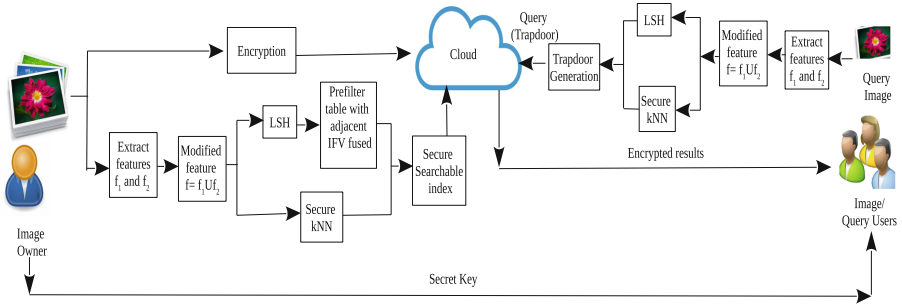 Encryption
Cloud
Query
(Trapdoor)
Trapdoor
Generation
LSH
Secure
kNN
Modified
feature
f= f1Uf2
Extract
features
f1 and f2
Query
Image
Extract
features
f1 and f2
Modified
feature
f= f1Uf2
LSH
Prefilter
table with
adjacent
IFV fused
Secure
kNN
Secure
Searchable
index
Encrypted results
Image
Owner
Image/
Query Users
Secret Key